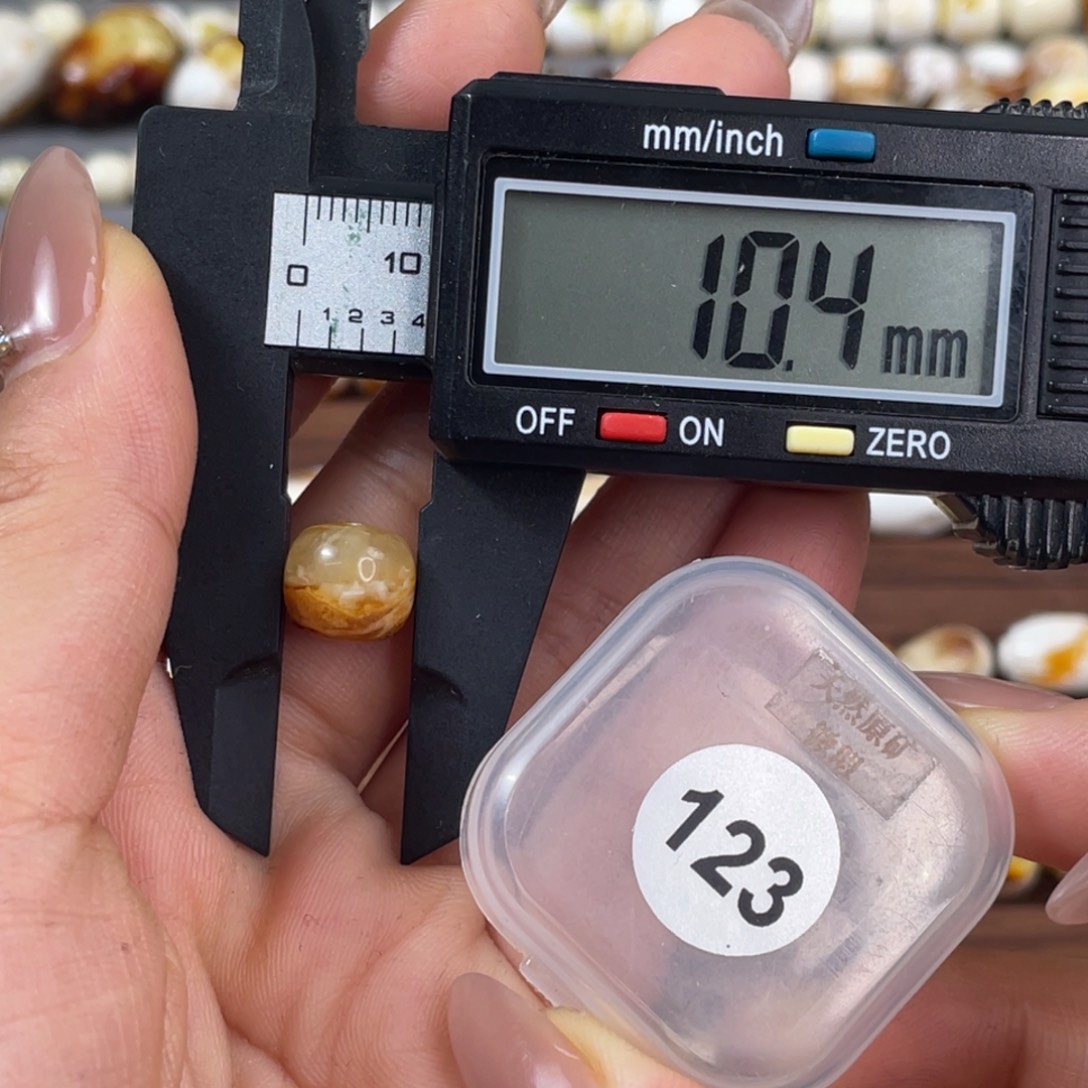 mm/inch
0 10
1 2 3 4
10.4 mm
OFF ON ZERO
天然原矿
123